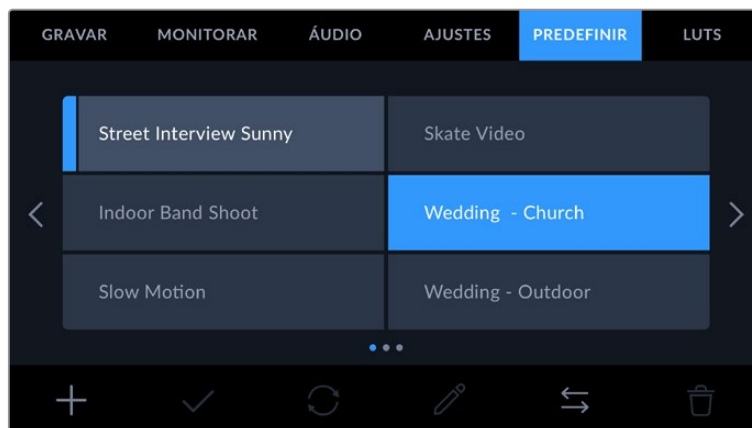 GRAVAR MONITORAR ÁUDIO AJUSTES PREDEFINIR LUTS
Street Interview Sunny Skate Video
Indoor Band Shoot Wedding - Church
Slow Motion Wedding - Outdoor